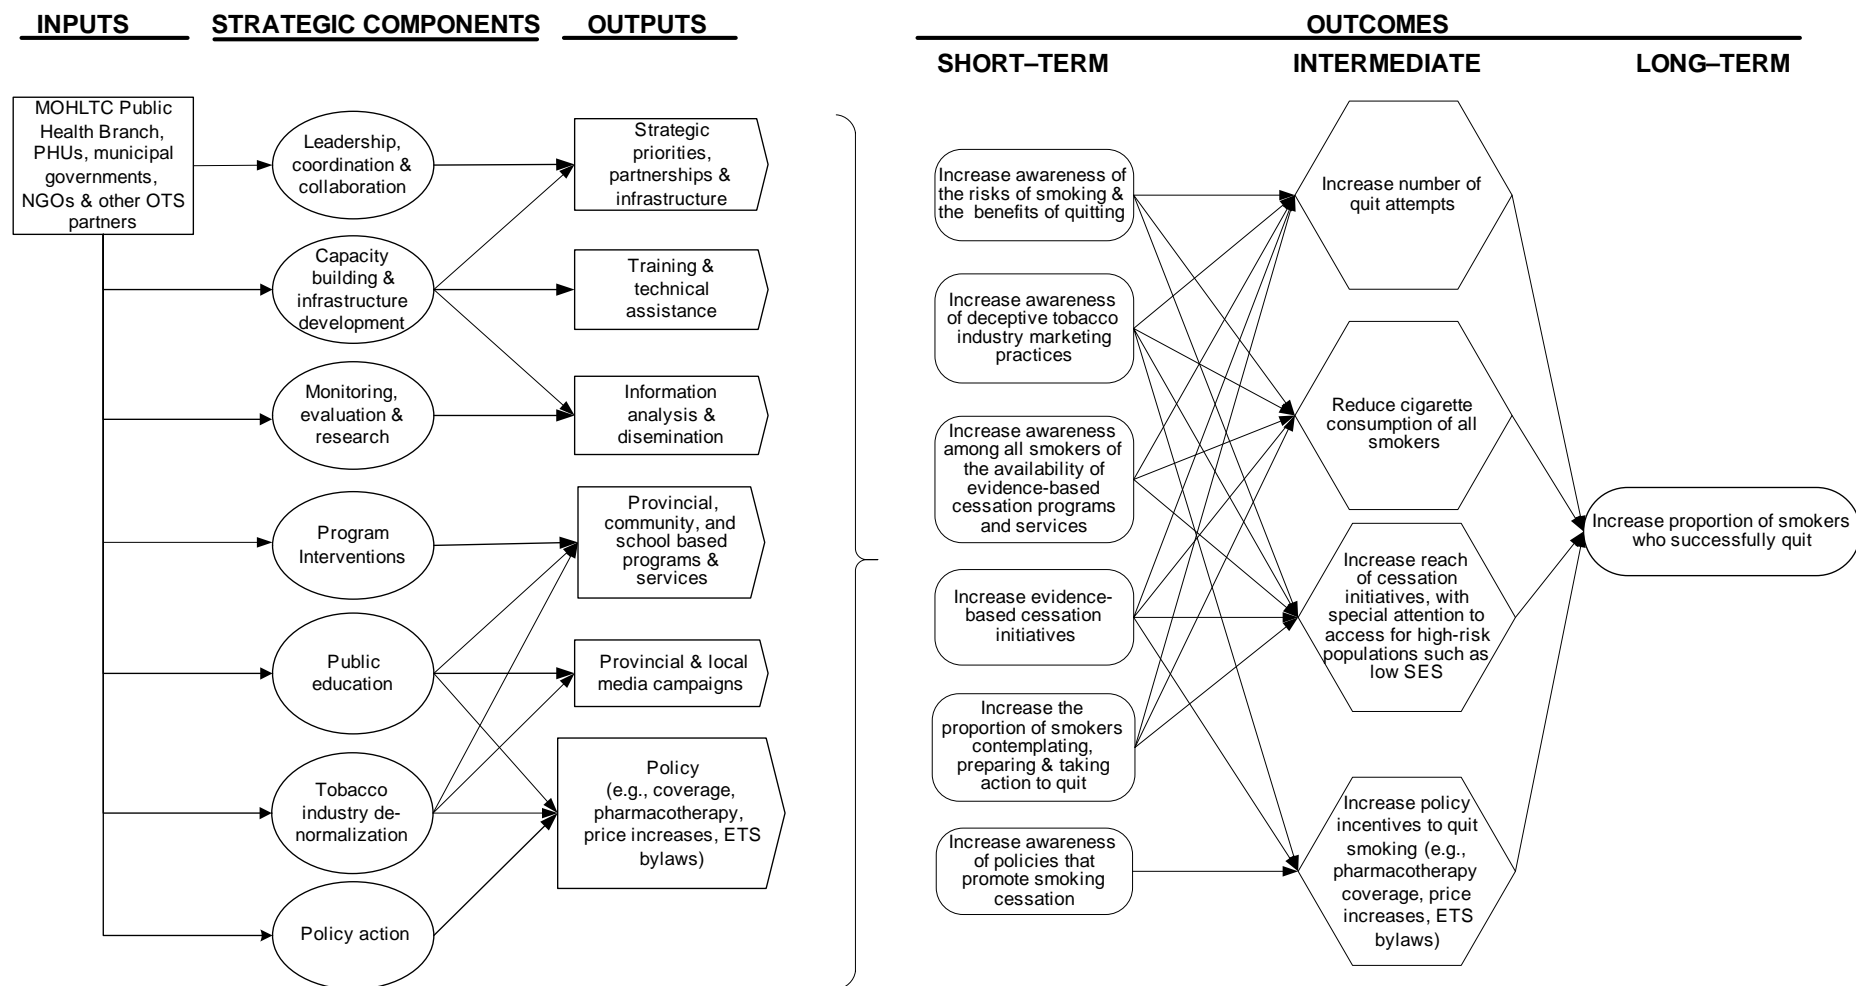 INPUTS
STRATEGIC COMPONENTS
OUTPUTS
OUTCOMES
SHORT–TERM
INTERMEDIATE
LONG–TERM
MOHLTC Public
Health Branch,
PHUs, municipal
governments,
NGOs & other OTS
partners
Leadership,
coordination &
collaboration
Capacity
building &
infrastructure
development
Monitoring,
evaluation &
research
Program
Interventions
Public
education
Tobacco
industry de-
normalization
Policy action
Strategic
priorities,
partnerships &
infrastructure
Training &
technical
assistance
Information
analysis &
disemination
Provincial,
community, and
school based
programs &
services
Provincial & local
media campaigns
Policy
(e.g., coverage,
pharmacotherapy,
price increases, ETS
bylaws)
Increase awareness of
the risks of smoking &
the benefits of quitting
Increase awareness
of deceptive tobacco
industry marketing
practices
Increase awareness
among all smokers of
the availability of
evidence-based
cessation programs
and services
Increase evidence-
based cessation
initiatives
Increase the
proportion of smokers
contemplating,
preparing & taking
action to quit
Increase awareness
of policies that
promote smoking
cessation
Increase number of
quit attempts
Reduce cigarette
consumption of all
smokers
Increase reach
of cessation
initiatives, with
special attention to
access for high-risk
populations such as
low SES
Increase policy
incentives to quit
smoking (e.g.,
pharmacotherapy
coverage, price
increases, ETS
bylaws)
Increase proportion of smokers
who successfully quit